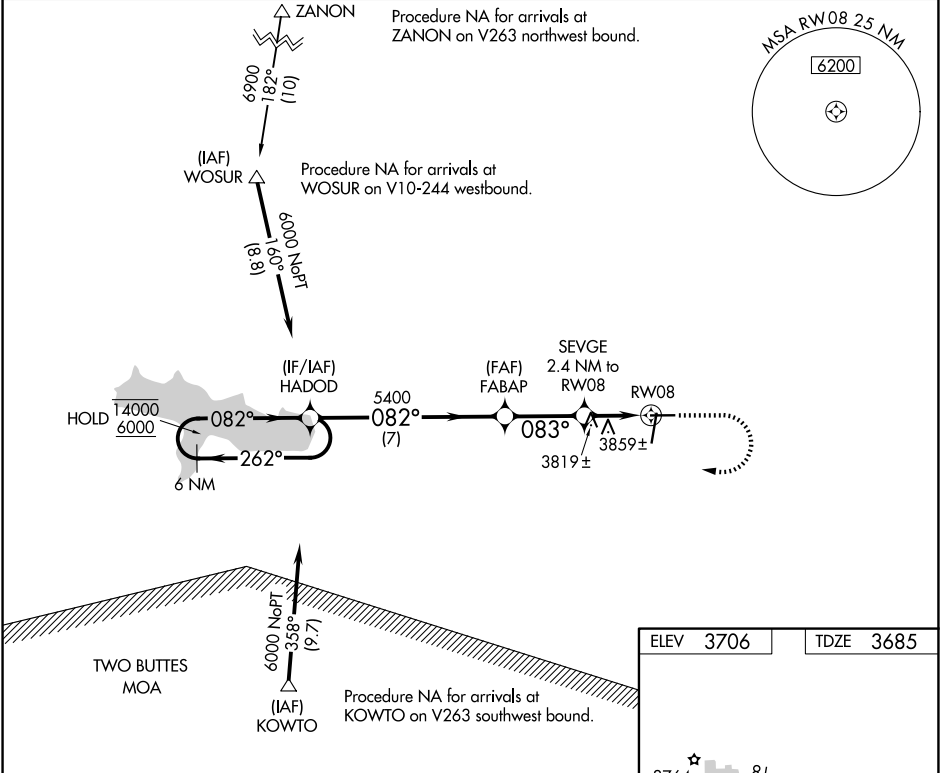 ZANON
Procedure NA for arrivals at
ZANON on V263 northwest bound.
MSA RW08 25 NM
6200
6900
182°
(10)
(IAF)
WOSUR
Procedure NA for arrivals at
WOSUR on V10-244 westbound.
6000 NoPT
160°
(8.8)
(IF/IAF)
HADOD
(FAF)
FABAP
SEVGE
2.4 NM to
RW08
RW08
HOLD
14000
6000
082°
5400
082°
(7)
083°
3819±
3859±
262°
6 NM
6000 NoPT
358°
(9.7)
TWO BUTTES
MOA
(IAF)
KOWTO
Procedure NA for arrivals at
KOWTO on V263 southwest bound.
ELEV 3706
TDZE 3685